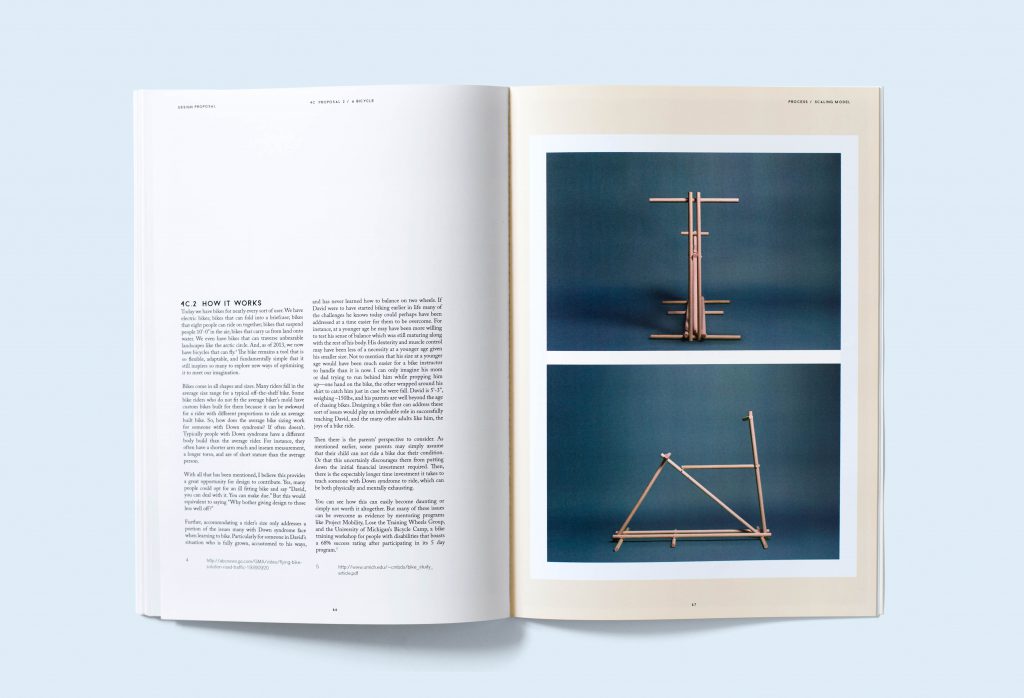 DESIGN PROPOSAL
4C PROPOSAL 2 / A BICYCLE
4C.2 HOW IT WORKS
Today we have bikes for nearly every sort of user. We have
electric bikes; bikes that can fold into a briefcase; bikes
that eight people can ride on together; bikes that suspend
people 10'-0" in the air; bikes that carry us from land onto
water. We even have bikes that can traverse admirable
landscapes like the arctic circle. And, as of 2013, we now
have bicycles that can fly.4 The bike remains a tool that is
so flexible, adaptable, and fundamentally simple that it
still inspires so many to explore new ways of optimizing
it to meet our imagination.
Bikes come in all shapes and sizes. Many riders fall in the
average size range for a typical off-the-shelf bike. Some
bike riders who do not fit the average biker's mold have
custom bikes built for them because it can be awkward
for a rider with different proportions to ride an average
built bike. So, how does the average bike sizing work
for someone with Down syndrome? If often doesn't.
Typically people with Down syndrome have a different
body build than the average rider. For instance, they
often have a shorter arm reach and inseam measurement,
a longer torso, and are of short stature than the average
person.
With all that has been mentioned, I believe this provides
a great opportunity for design to contribute. Yes, many
people could opt for an ill fitting bike and say "David,
you can deal with it. You can make due." But this would
equivalent to saying "Why bother giving design to those
less well off?"
Further, accommodating a rider's size only addresses a
portion of the issues many with Down syndrome face
when learning to bike. Particularly for someone in David's
situation who is fully grown, accustomed to his ways,
4
solution-road-traffic-19069090
and has never learned how to balance on two wheels. If
David were to have started biking earlier in life many of
the challenges he knows today could perhaps have been
addressed at a time easier for them to be overcome. For
instance, at a younger age he may have been more willing
to test his sense of balance which was still maturing along
with the rest of his body. His dexterity and muscle control
may have been less of a necessity at a younger age given
his smaller size. Not to mention that his size at a younger
age would have been much easier for a bike instructor
to handle than it is now. I can only imagine his mom
or dad trying to run behind him while propping him
up—one hand on the bike, the other wrapped around his
shirt to catch him just in case he were fall. David is 5'-3",
weighing ~150lbs, and his parents are well beyond the age
of chasing bikes. Designing a bike that can address these
sort of issues would play an invaluable role in successfully
teaching David, and the many other adults like him, the
joys of a bike ride.
Then there is the parents' perspective to consider. As
mentioned earlier, some parents may simply assume
that their child can not ride a bike due their condition.
Or that this uncertainly discourages them from putting
down the initial financial investment required. Then,
there is the expectably longer time investment it takes to
teach someone with Down syndrome to ride, which can
be both physically and mentally exhausting.
You can see how this can easily become daunting or
simply not worth it altogether. But many of these issues
can be overcome as evidence by mentoring programs
like Project Mobility, Lose the Training Wheels Group,
and the University of Michigan's Bicycle Camp, a bike
training workshop for people with disabilities that boasts
a 68% success rating after participating in its 5 day
program.5
5 http://www.umich.edu/~cmbds/bike_study_
article.pdf
66
PROCESS / SCALING MODEL
67